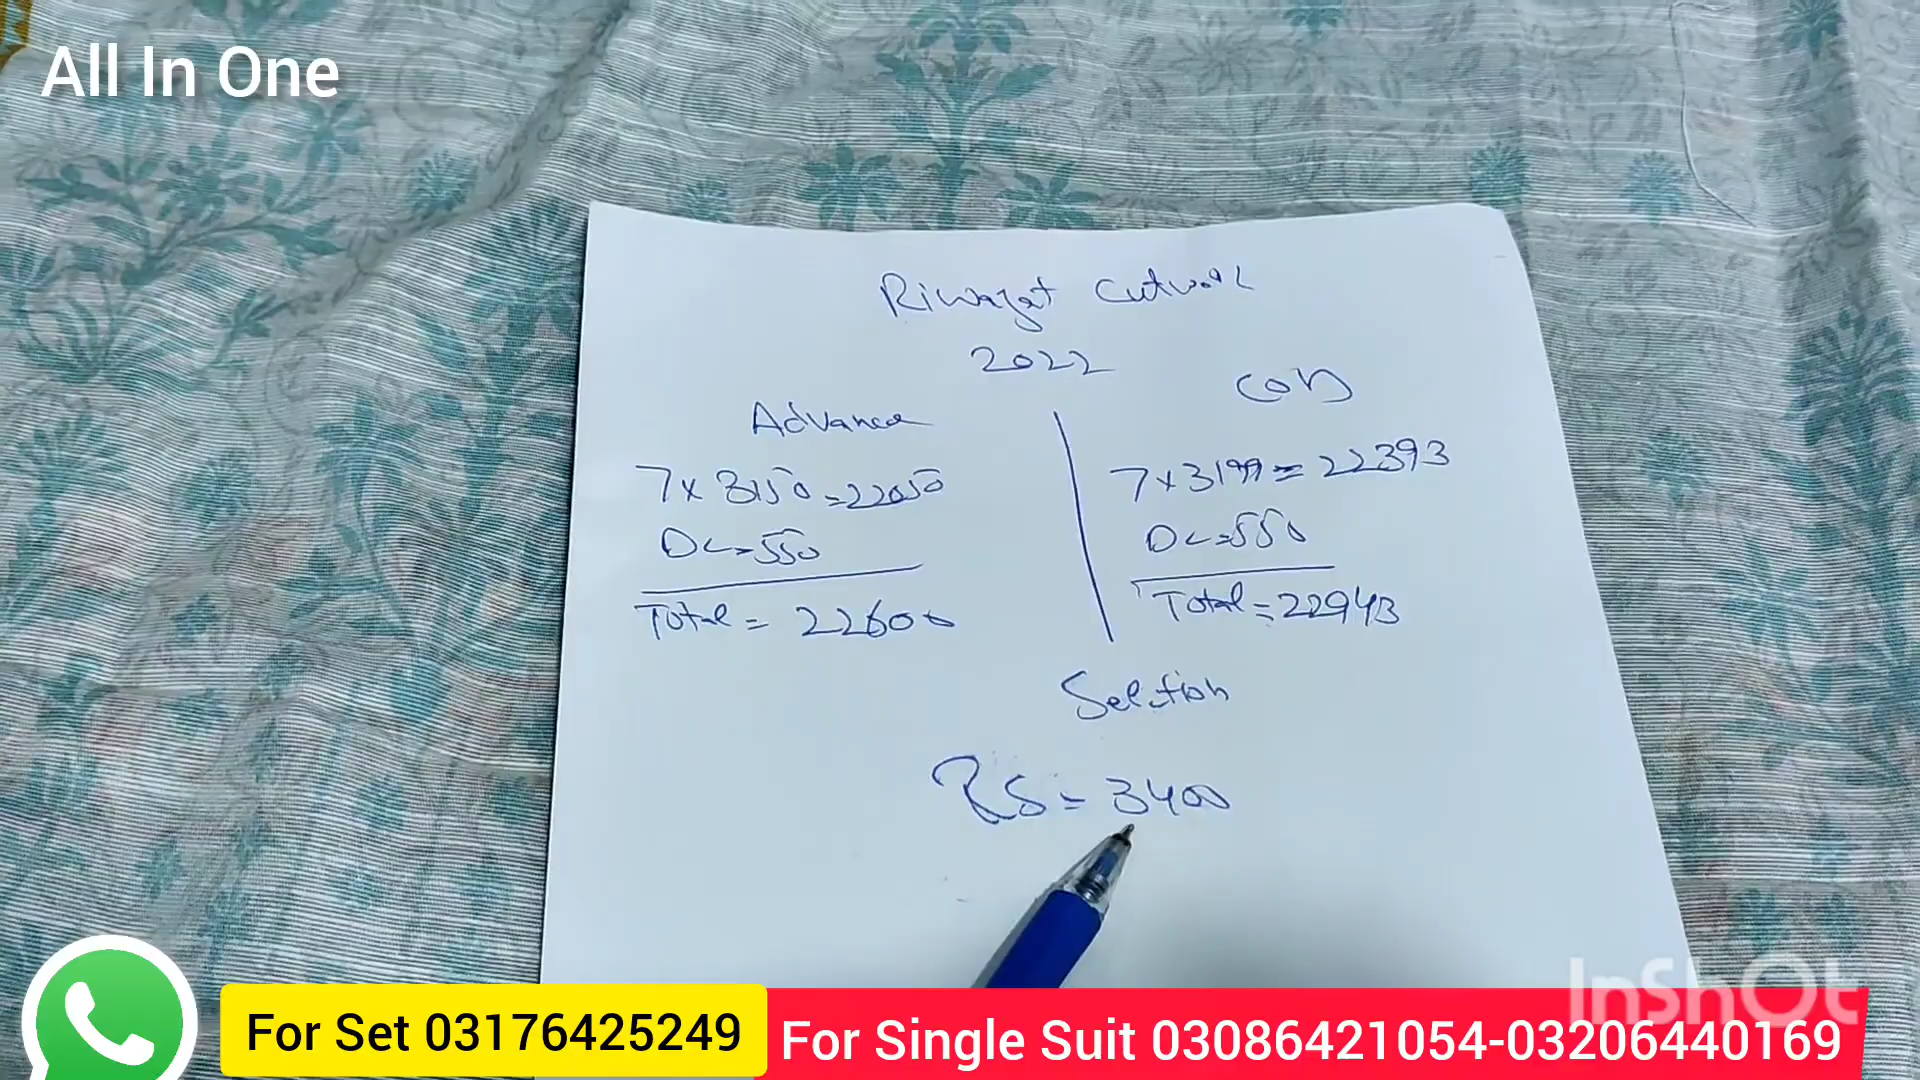 All In One
Riwayat Cutwork
2022
Advance
7x3150=22050
DC=550
Total = 22600
COD
7x3199=22393
DC=550
Total=22943
Selection
RS = 3400
InShOt
For Set 03176425249
For Single Suit 03086421054-03206440169